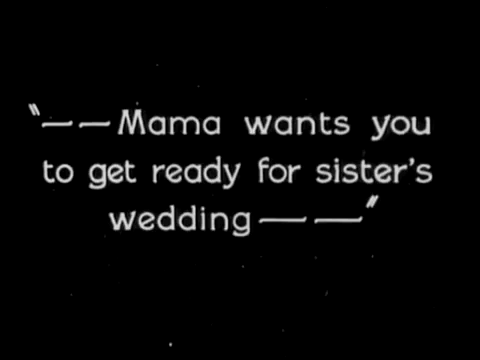 "——Mama wants you
to get ready for sister's
wedding——"